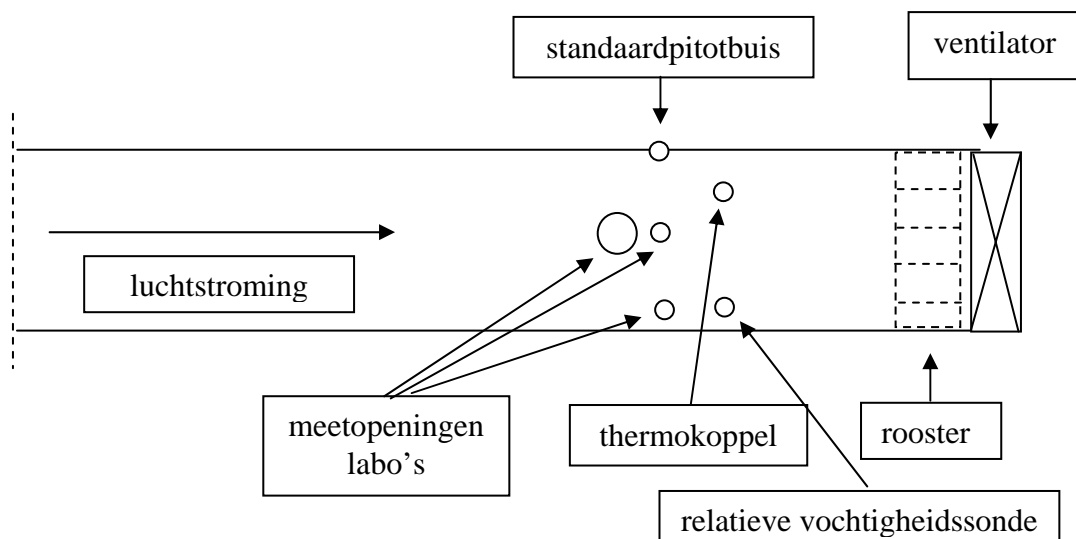 standaardpitotbuis
ventilator
luchtstroming
meetopeningen
labo's
thermokoppel
rooster
relatieve vochtigheidssonde